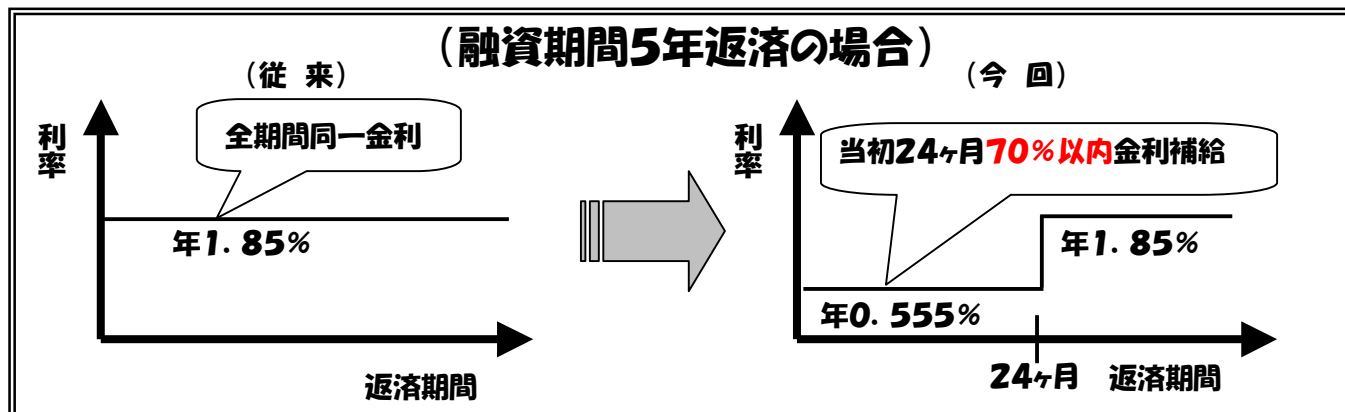 (融資期間5年返済の場合)
(従 来)
利率
全期間同一金利
年1.85%
返済期間
(今 回)
利率
当初24ヶ月70%以内金利補給
年1.85%
年0.555%
24ヶ月 返済期間